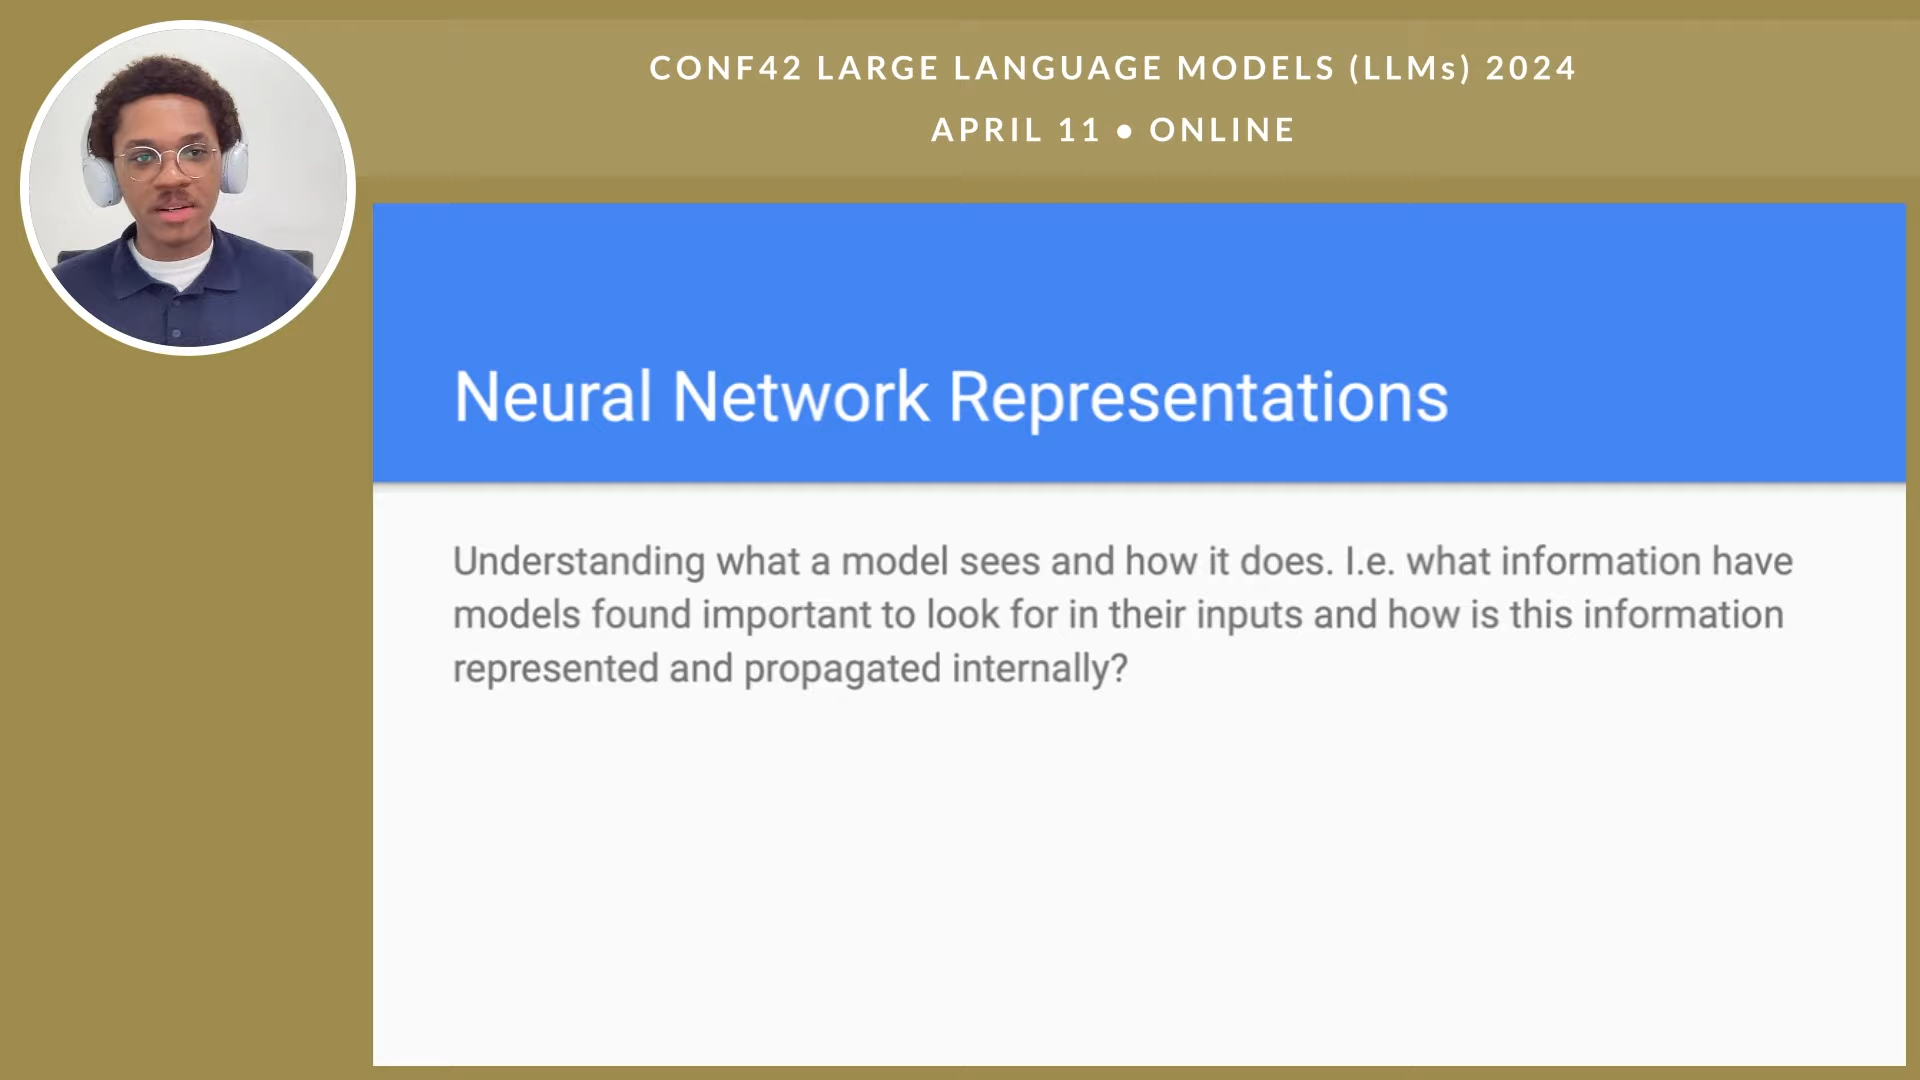 CONF42 LARGE LANGUAGE MODELS (LLMs) 2024
APRIL 11 • ONLINE
Neural Network Representations
Understanding what a model sees and how it does. I.e. what information have
models found important to look for in their inputs and how is this information
represented and propagated internally?